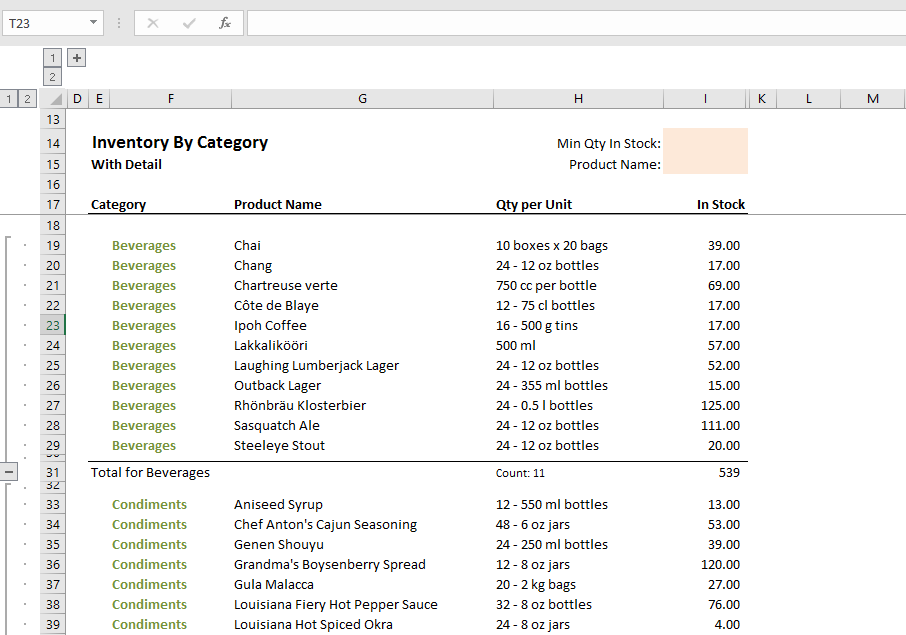 T23 fx
1 +
2
1 2 D E F G H I K L M
13
14 Inventory By Category Min Qty In Stock:
15 With Detail Product Name:
16
17 Category Product Name Qty per Unit In Stock
18
19 Beverages Chai 10 boxes x 20 bags 39.00
20 Beverages Chang 24 - 12 oz bottles 17.00
21 Beverages Chartreuse verte 750 cc per bottle 69.00
22 Beverages Côte de Blaye 12 - 75 cl bottles 17.00
23 Beverages Ipoh Coffee 16 - 500 g tins 17.00
24 Beverages Lakkalikööri 500 ml 57.00
25 Beverages Laughing Lumberjack Lager 24 - 12 oz bottles 52.00
26 Beverages Outback Lager 24 - 355 ml bottles 15.00
27 Beverages Rhönbräu Klosterbier 24 - 0.5 l bottles 125.00
28 Beverages Sasquatch Ale 24 - 12 oz bottles 111.00
29 Beverages Steeleye Stout 24 - 12 oz bottles 20.00
30
31 Total for Beverages Count: 11 539
32
33 Condiments Aniseed Syrup 12 - 550 ml bottles 13.00
34 Condiments Chef Anton's Cajun Seasoning 48 - 6 oz jars 53.00
35 Condiments Genen Shouyu 24 - 250 ml bottles 39.00
36 Condiments Grandma's Boysenberry Spread 12 - 8 oz jars 120.00
37 Condiments Gula Malacca 20 - 2 kg bags 27.00
38 Condiments Louisiana Fiery Hot Pepper Sauce 32 - 8 oz bottles 76.00
39 Condiments Louisiana Hot Spiced Okra 24 - 8 oz jars 4.00